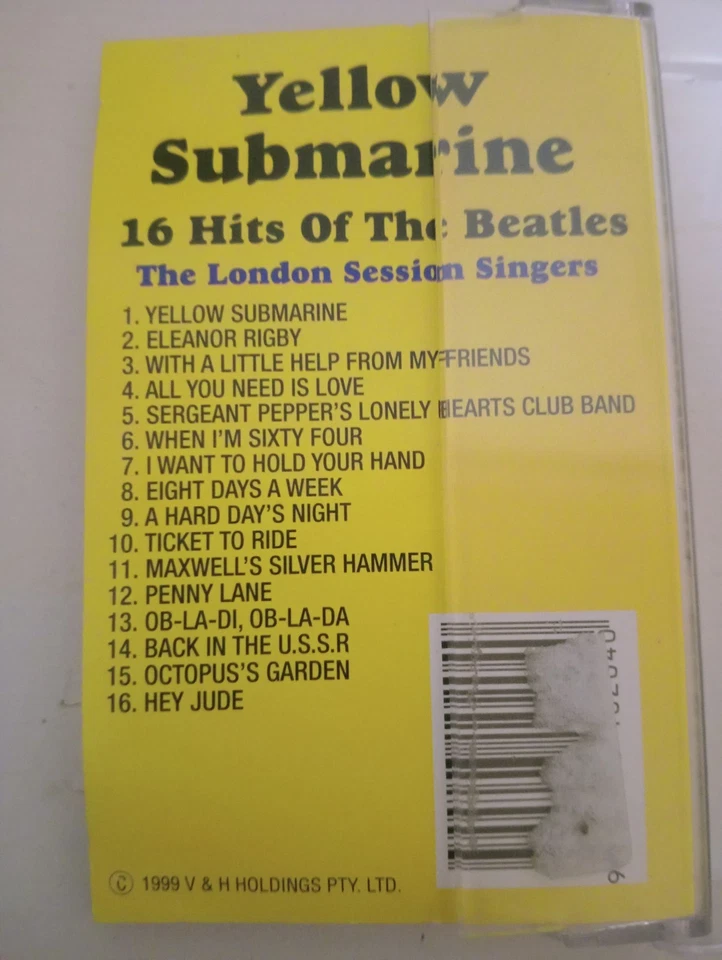 Yellow
Submarine
16 Hits Of The Beatles
The London Session Singers
1. YELLOW SUBMARINE
2. ELEANOR RIGBY
3. WITH A LITTLE HELP FROM MY FRIENDS
4. ALL YOU NEED IS LOVE
5. SERGEANT PEPPER'S LONELY HEARTS CLUB BAND
6. WHEN I'M SIXTY FOUR
7. I WANT TO HOLD YOUR HAND
8. EIGHT DAYS A WEEK
9. A HARD DAY'S NIGHT
10. TICKET TO RIDE
11. MAXWELL'S SILVER HAMMER
12. PENNY LANE
13. OB-LA-DI, OB-LA-DA
14. BACK IN THE U.S.S.R
15. OCTOPUS'S GARDEN
16. HEY JUDE
© 1999 V & H HOLDINGS PTY. LTD.